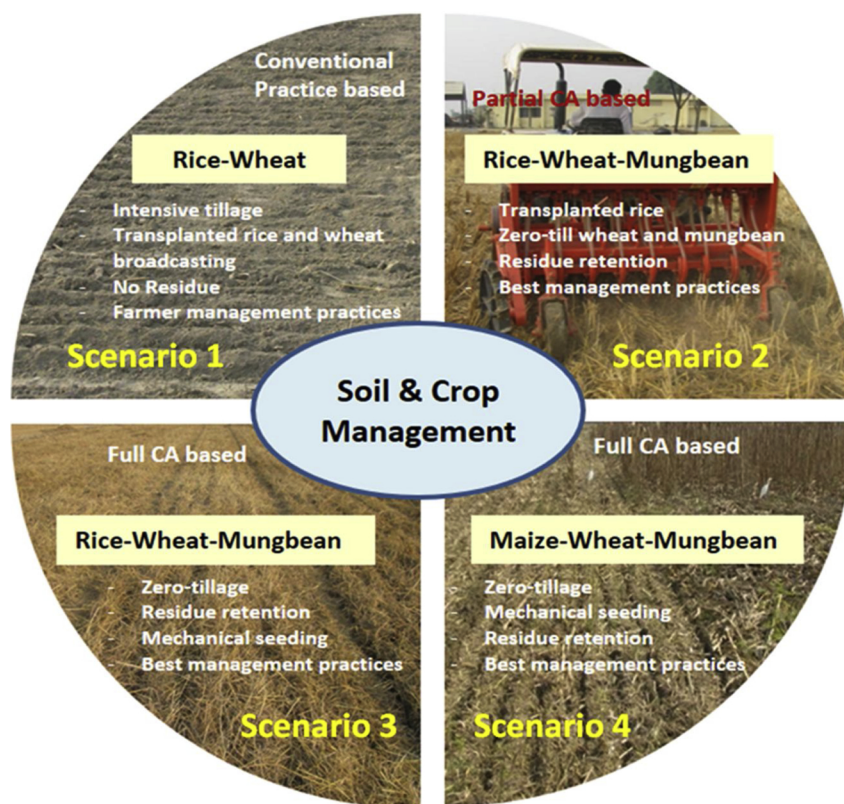 Conventional
Practice based
Rice-Wheat
- Intensive tillage
- Transplanted rice and wheat
broadcasting
- No Residue
- Farmer management practices
Scenario 1
Partial CA based
Rice-Wheat-Mungbean
- Transplanted rice
- Zero-till wheat and mungbean
- Residue retention
- Best management practices
Scenario 2
Soil & Crop
Management
Full CA based
Rice-Wheat-Mungbean
- Zero-tillage
- Residue retention
- Mechanical seeding
- Best management practices
Scenario 3
Full CA based
Maize-Wheat-Mungbean
- Zero-tillage
- Mechanical seeding
- Residue retention
- Best management practices
Scenario 4